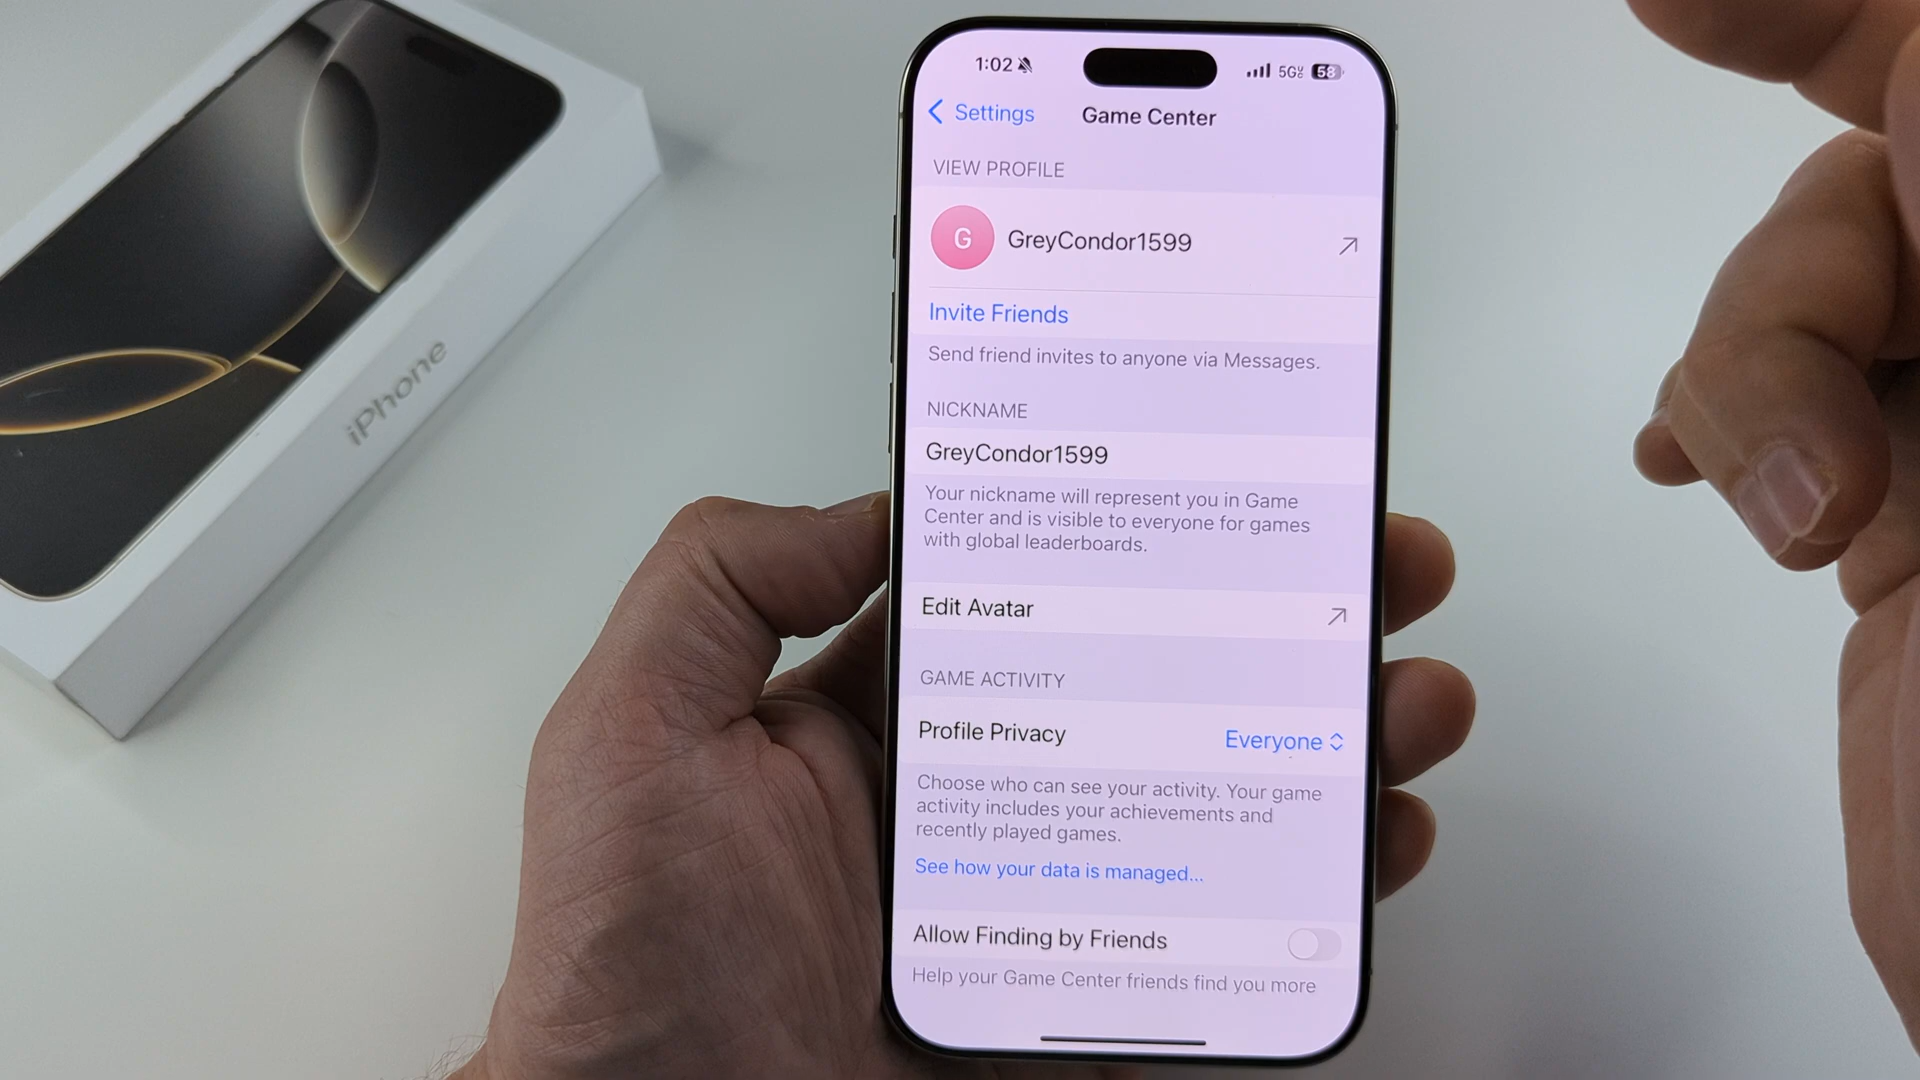 iPhone
1:02
5G 58
Settings
Game Center
VIEW PROFILE
G
GreyCondor1599
Invite Friends
Send friend invites to anyone via Messages.
NICKNAME
GreyCondor1599
Your nickname will represent you in Game
Center and is visible to everyone for games
with global leaderboards.
Edit Avatar
GAME ACTIVITY
Profile Privacy
Everyone
Choose who can see your activity. Your game
activity includes your achievements and
recently played games.
See how your data is managed...
Allow Finding by Friends
Help your Game Center friends find you more